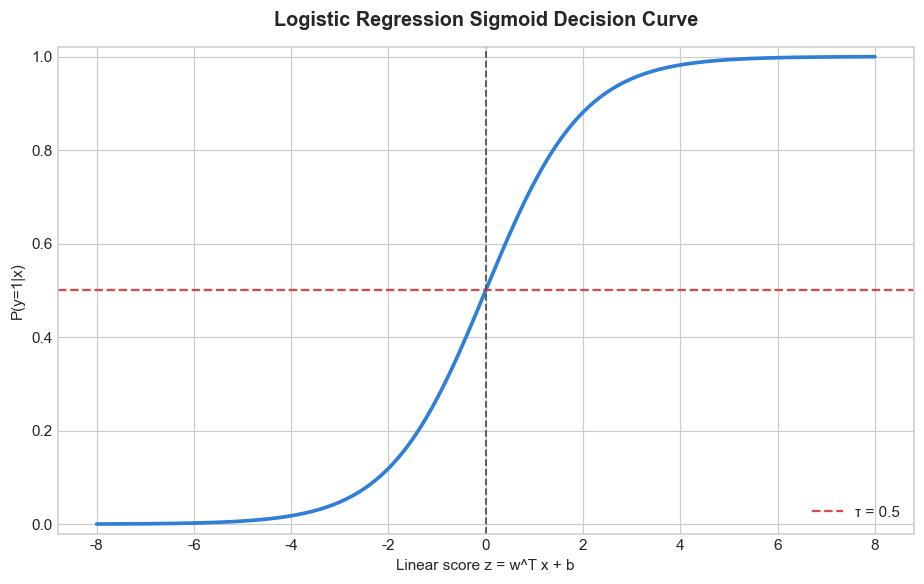 Logistic Regression Sigmoid Decision Curve
P(y=1|x)
1.0
0.8
0.6
0.4
0.2
0.0
τ = 0.5
-8 -6 -4 -2 0 2 4 6 8
Linear score z = w^T x + b